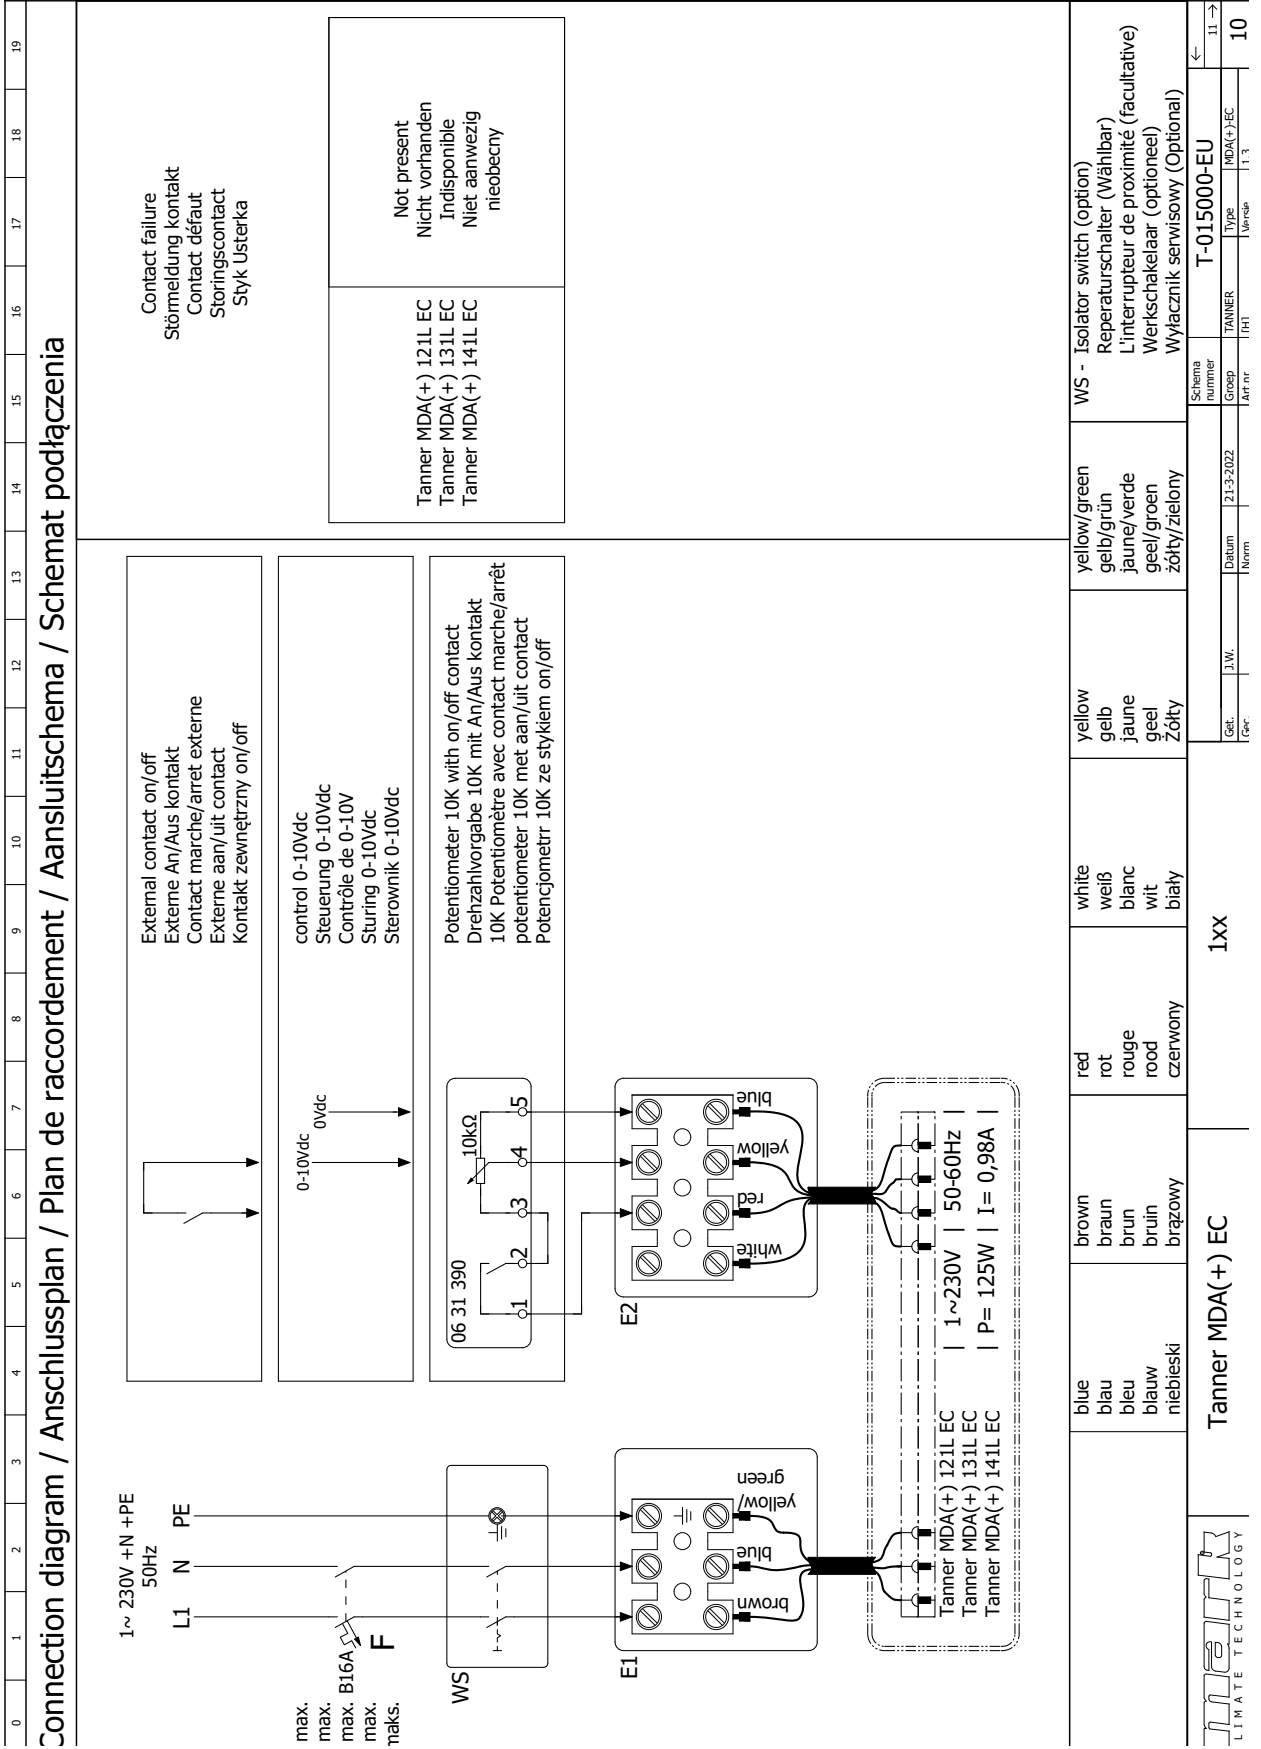 0 1 2 3 4 5 6 7 8 9 10 11 12 13 14 15 16 17 18 19
Connection diagram / Anschlussplan / Plan de raccordement / Aansluitschema / Schemat podłączenia
1~ 230V +N +PE
50Hz
L1 N PE
max.
max.
max. B16A
max.
maks.
F
WS
E1
brown
blue
yellow/
green
External contact on/off
Externe An/Aus kontakt
Contact marche/arret externe
Externe aan/uit contact
Kontakt zewnętrzny on/off
0-10Vdc
0Vdc
control 0-10Vdc
Steuerung 0-10Vdc
Contrôle de 0-10V
Sturing 0-10Vdc
Sterownik 0-10Vdc
06 31 390
10kΩ
1 2 3 4 5
Potentiometer 10K with on/off contact
Drehzahlvorgabe 10K mit An/Aus kontakt
10K Potentiomètre avec contact marche/arrêt
potentiometer 10K met aan/uit contact
Potencjometrr 10K ze stykiem on/off
E2
white
red
yellow
blue
Tanner MDA(+) 121L EC | 1~230V | 50-60Hz |
Tanner MDA(+) 131L EC
Tanner MDA(+) 141L EC | P= 125W | I= 0,98A |
Contact failure
Störmeldung kontakt
Contact défaut
Storingscontact
Styk Usterka
Tanner MDA(+) 121L EC
Tanner MDA(+) 131L EC
Tanner MDA(+) 141L EC
Not present
Nicht vorhanden
Indisponible
Niet aanwezig
nieobecny
blue
blau
bleu
blauw
niebieski
brown
braun
brun
bruin
brązowy
red
rot
rouge
rood
czerwony
white
weiß
blanc
wit
biały
yellow
gelb
jaune
geel
Żółty
yellow/green
gelb/grün
jaune/verde
geel/groen
żółty/zielony
WS - Isolator switch (option)
Reperaturschalter (Wählbar)
L'interrupteur de proximité (facultative)
Werkschakelaar (optioneel)
Wyłacznik serwisowy (Optional)
LIMATE TECHNOLOGY
Tanner MDA(+) EC
1xx
Get. J.W. Datum 21-3-2022
Gec. Norm
Schema
nummer
T-015000-EU
Groep TANNER Type MDA(+)-EC
Art.nr [H] Versie 1.3
← 11 →
10